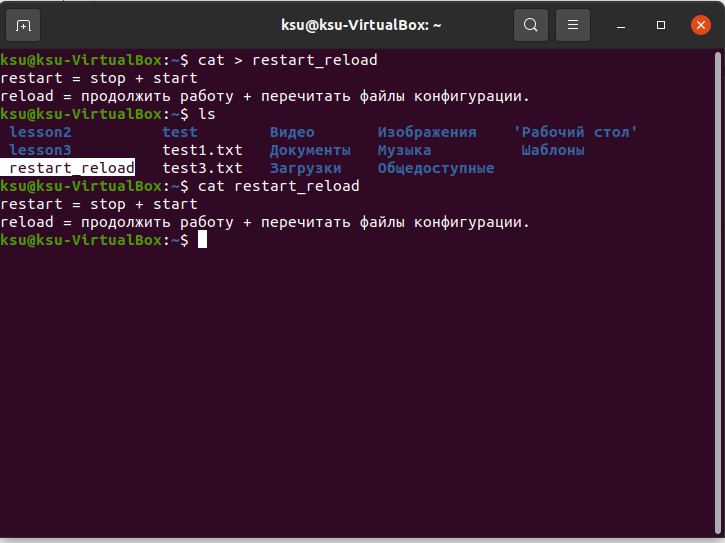 ksu@ksu-VirtualBox: ~
ksu@ksu-VirtualBox:~$ cat > restart_reload
restart = stop + start
reload = продолжить работу + перечитать файлы конфигурации.
ksu@ksu-VirtualBox:~$ ls
lesson2 test Видео Изображения 'Рабочий стол'
lesson3 test1.txt Документы Музыка Шаблоны
restart_reload test3.txt Загрузки Общедоступные
ksu@ksu-VirtualBox:~$ cat restart_reload
restart = stop + start
reload = продолжить работу + перечитать файлы конфигурации.
ksu@ksu-VirtualBox:~$